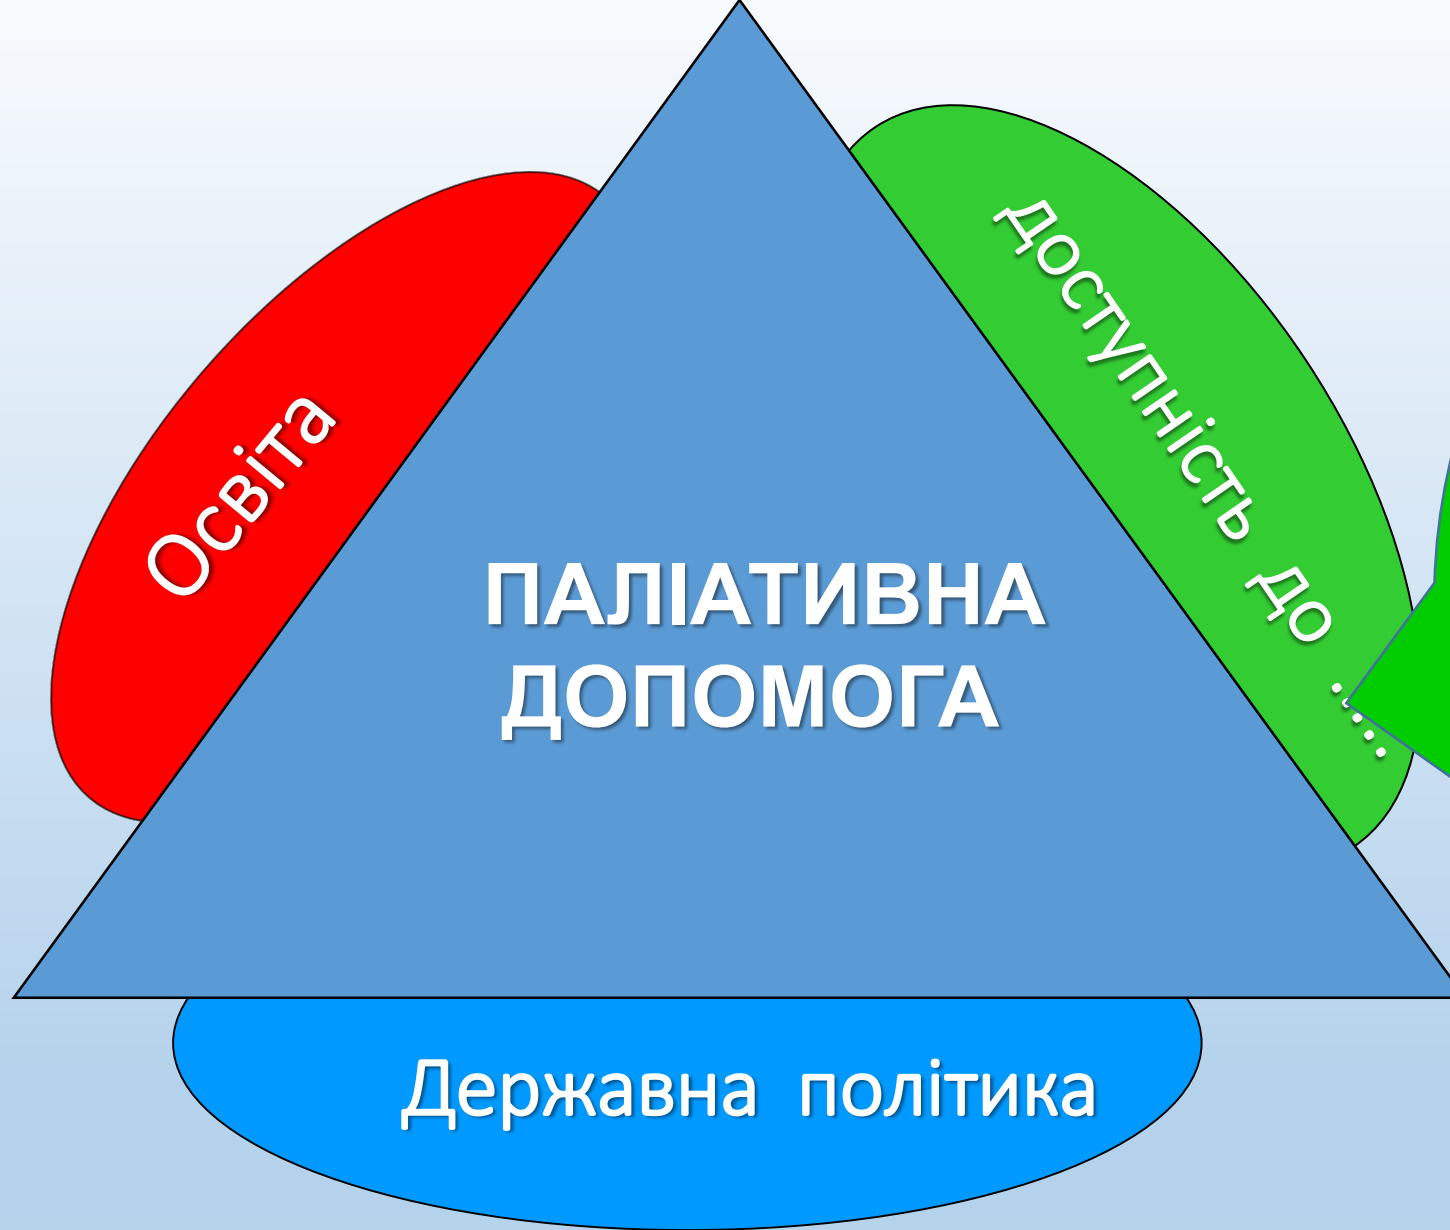 Освіта
доступність до .....
ПАЛІАТИВНА
ДОПОМОГА
Державна політика